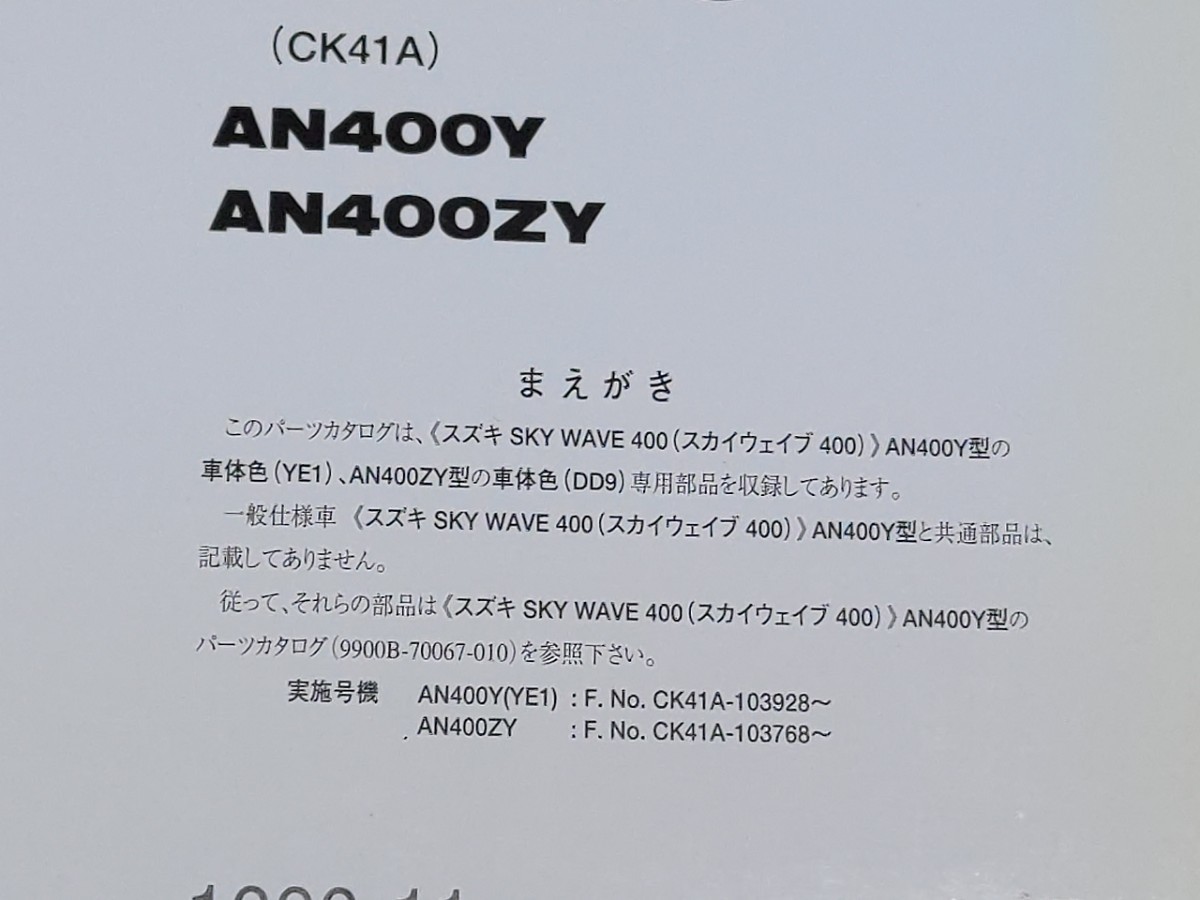 (CK41A)
AN400Y
AN400ZY
まえがき
このパーツカタログは、《スズキ SKY WAVE 400(スカイウェイブ 400)》AN400Y型の
車体色(YE1)、AN400ZY型の車体色(DD9)専用部品を収録してあります。
一般仕様車 《スズキ SKY WAVE 400(スカイウェイブ 400)》AN400Y型と共通部品は、
記載してありません。
従って、それらの部品は《スズキ SKY WAVE 400(スカイウェイブ 400)》AN400Y型の
パーツカタログ(9900B-70067-010)を参照下さい。
実施号機 AN400Y(YE1) : F. No. CK41A-103928～
AN400ZY : F. No. CK41A-103768～